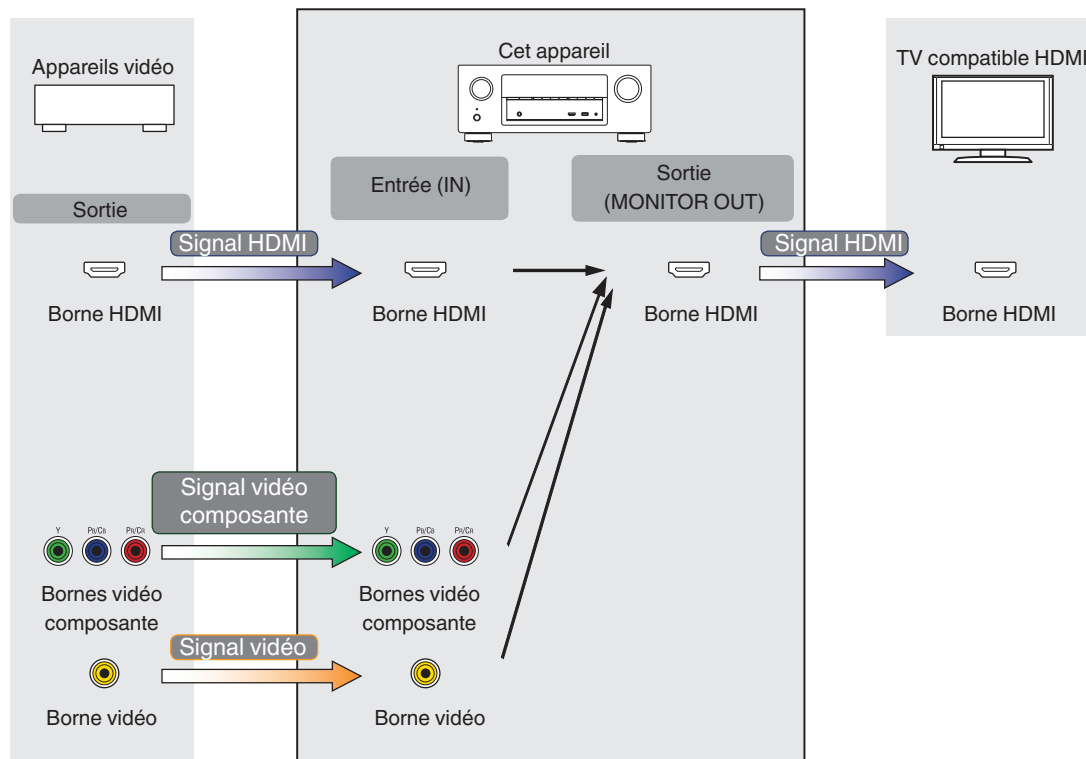 Cet appareil
Appareils vidéo
TV compatible HDMI
Entrée (IN)
Sortie
(MONITOR OUT)
Sortie
Signal HDMI
Signal HDMI
Borne HDMI
Borne HDMI
Borne HDMI
Borne HDMI
Signal vidéo
composante
Y PB/CB PR/CR
Y PB/CB PR/CR
Bornes vidéo
composante
Bornes vidéo
composante
Signal vidéo
Borne vidéo
Borne vidéo